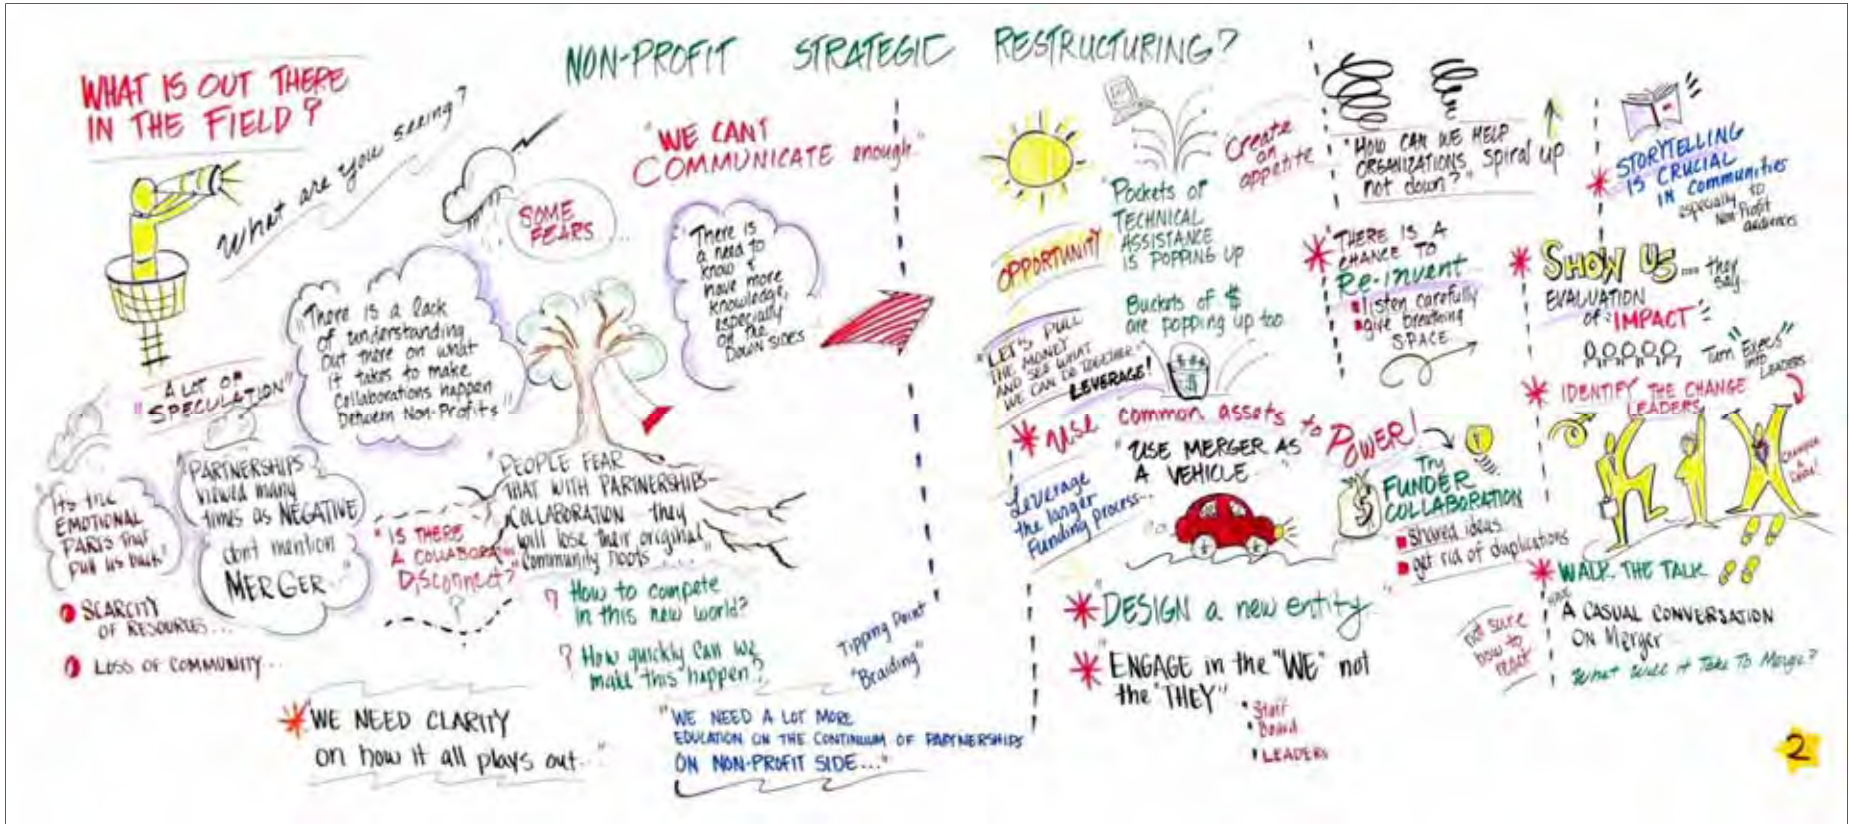 NON-PROFIT STRATEGIC RESTRUCTURING?
WHAT IS OUT THERE
IN THE FIELD?
What are you seeing?
SOME
FEARS...
"WE CAN'T
COMMUNICATE enough."
"There is
a need to
know &
have more
knowledge,
especially
on the
DOWN SIDES
"There is a lack
of understanding
out there on what
it takes to make
Collaborations happen
between Non-Profits"
"A LOT OF
SPECULATION"
"It's the
EMOTIONAL
PARTS that
pull us back"
"PARTNERSHIPS
viewed many
times as NEGATIVE
don't mention
MERGER..."
"IS THERE
A COLLABORATION
Disconnect?"
?
"PEOPLE FEAR
THAT WITH PARTNERSHIPS-
COLLABORATION they
will lose their original
Community roots..."
SCARCITY
OF RESOURCES...
LOSS OF COMMUNITY...
? How to compete
in this new world?
? How quickly can we
make this happen?
Tipping Point
"Braiding"
"WE NEED CLARITY
on how it all plays out..."
"WE NEED A LOT MORE
EDUCATION ON THE CONTINUUM OF PARTNERSHIPS
ON NON-PROFIT SIDE..."
OPPORTUNITY
"Pockets of
TECHNICAL
ASSISTANCE
IS POPPING UP
Buckets of $
are popping up too
"Create
an
appetite
"LET'S PULL
THE MONEY
AND SEE WHAT
WE CAN DO TOGETHER."
LEVERAGE!
$
Use common assets to POWER!
"USE MERGER AS
A VEHICLE..."
Leverage
the larger
Funding process...
$
Try
FUNDER
COLLABORATION
shared ideas
get rid of duplications
"DESIGN a new entity."
"ENGAGE in the "WE" not
the "THEY"
Staff
Board
LEADERS
"HOW CAN WE HELP
ORGANIZATIONS, spiral up
not down?"
"THERE IS A
CHANCE TO
Re-invent...
listen carefully
give breathing
SPACE
STORYTELLING
IS CRUCIAL
IN communities
especially
to
Non-Profit
audiences
SHOW US... they
say
EVALUATION
of "IMPACT"
Turn "Execs"
into
LEADERS
IDENTIFY THE CHANGE
LEADERS
CHAMPION
WALK THE TALK
HAVE
A CASUAL CONVERSATION
ON Merger
What Will it Take To Merge?
not sure
how to
react
2